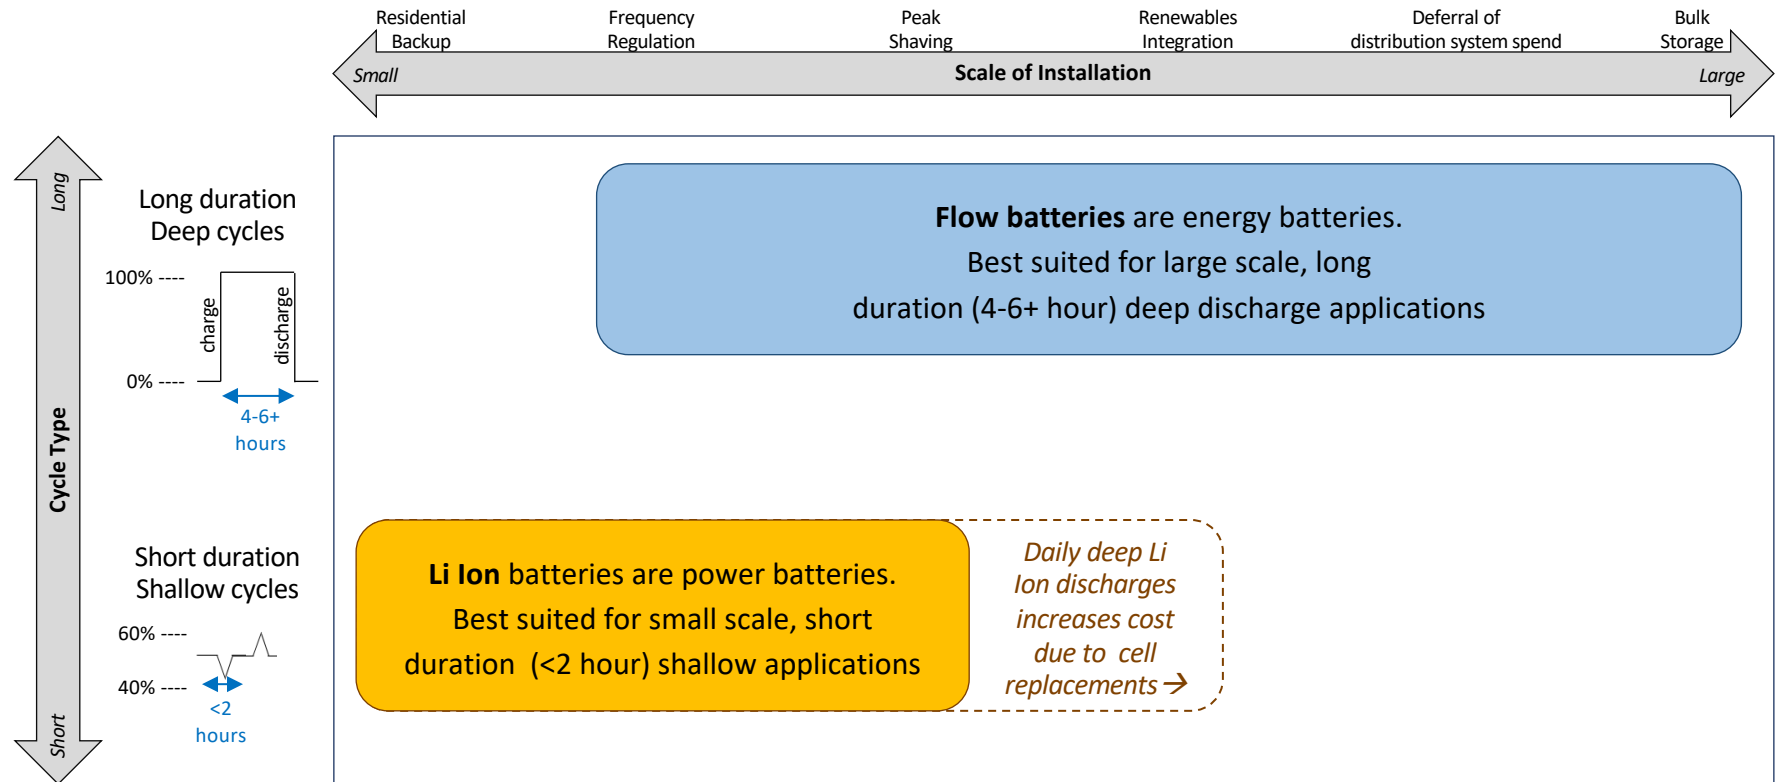 Residential
Backup
Frequency
Regulation
Peak
Shaving
Renewables
Integration
Deferral of
distribution system spend
Bulk
Storage
Small
Scale of Installation
Large
Long
Cycle Type
Short
Long duration
Deep cycles
100% ----
charge
discharge
0% ----
4-6+
hours
Flow batteries are energy batteries.
Best suited for large scale, long
duration (4-6+ hour) deep discharge applications
Short duration
Shallow cycles
60% ----
40% ----
<2
hours
Li Ion batteries are power batteries.
Best suited for small scale, short
duration (<2 hour) shallow applications
Daily deep Li
Ion discharges
increases cost
due to cell
replacements →